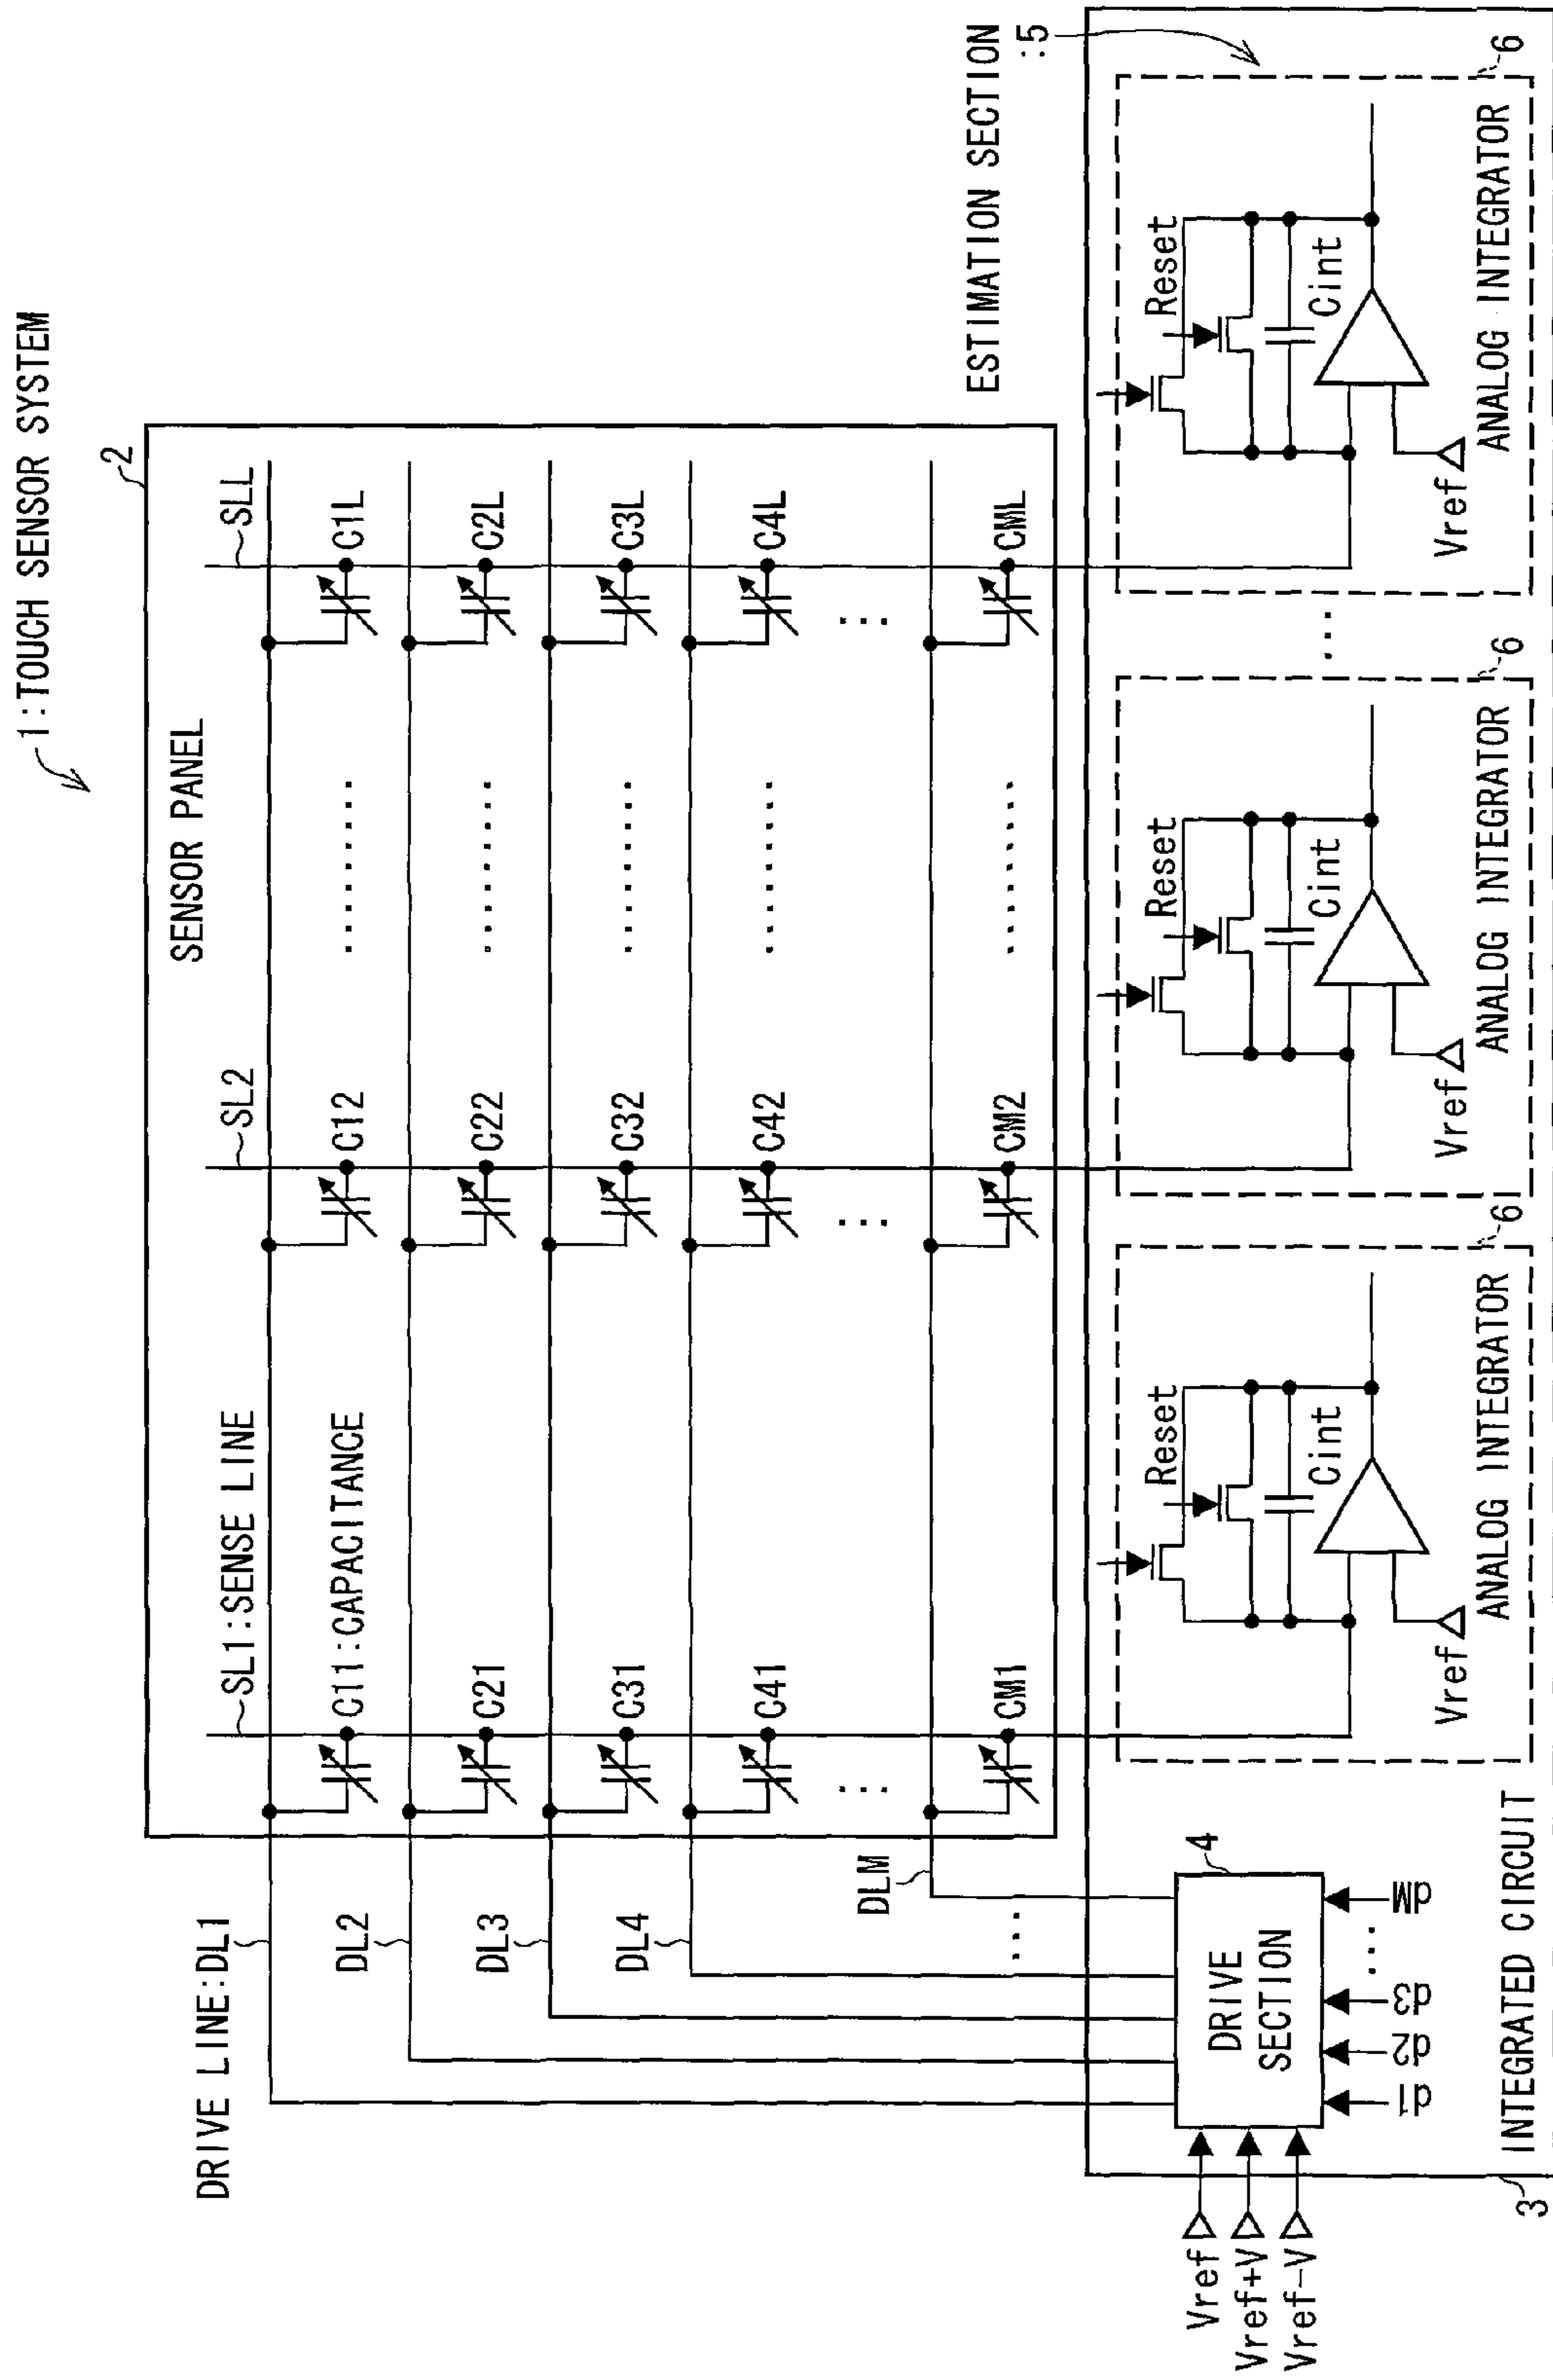 1:TOUCH SENSOR SYSTEM
2
SENSOR PANEL
DRIVE LINE:DL1
SL1:SENSE LINE
SL2
SLL
C11:CAPACITANCE
C12
C1L
DL2
C21
C22
C2L
DL3
C31
C32
C3L
DL4
C41
C42
C4L
DLM
CM1
CM2
CML
ESTIMATION SECTION
:5
Vref
Vref+V
Vref-V
4
DRIVE
SECTION
d1
d2
d3
dM
3
INTEGRATED CIRCUIT
Reset
Cint
Vref
ANALOG INTEGRATOR
6
Reset
Cint
Vref
ANALOG INTEGRATOR
6
Reset
Cint
Vref
ANALOG INTEGRATOR
6